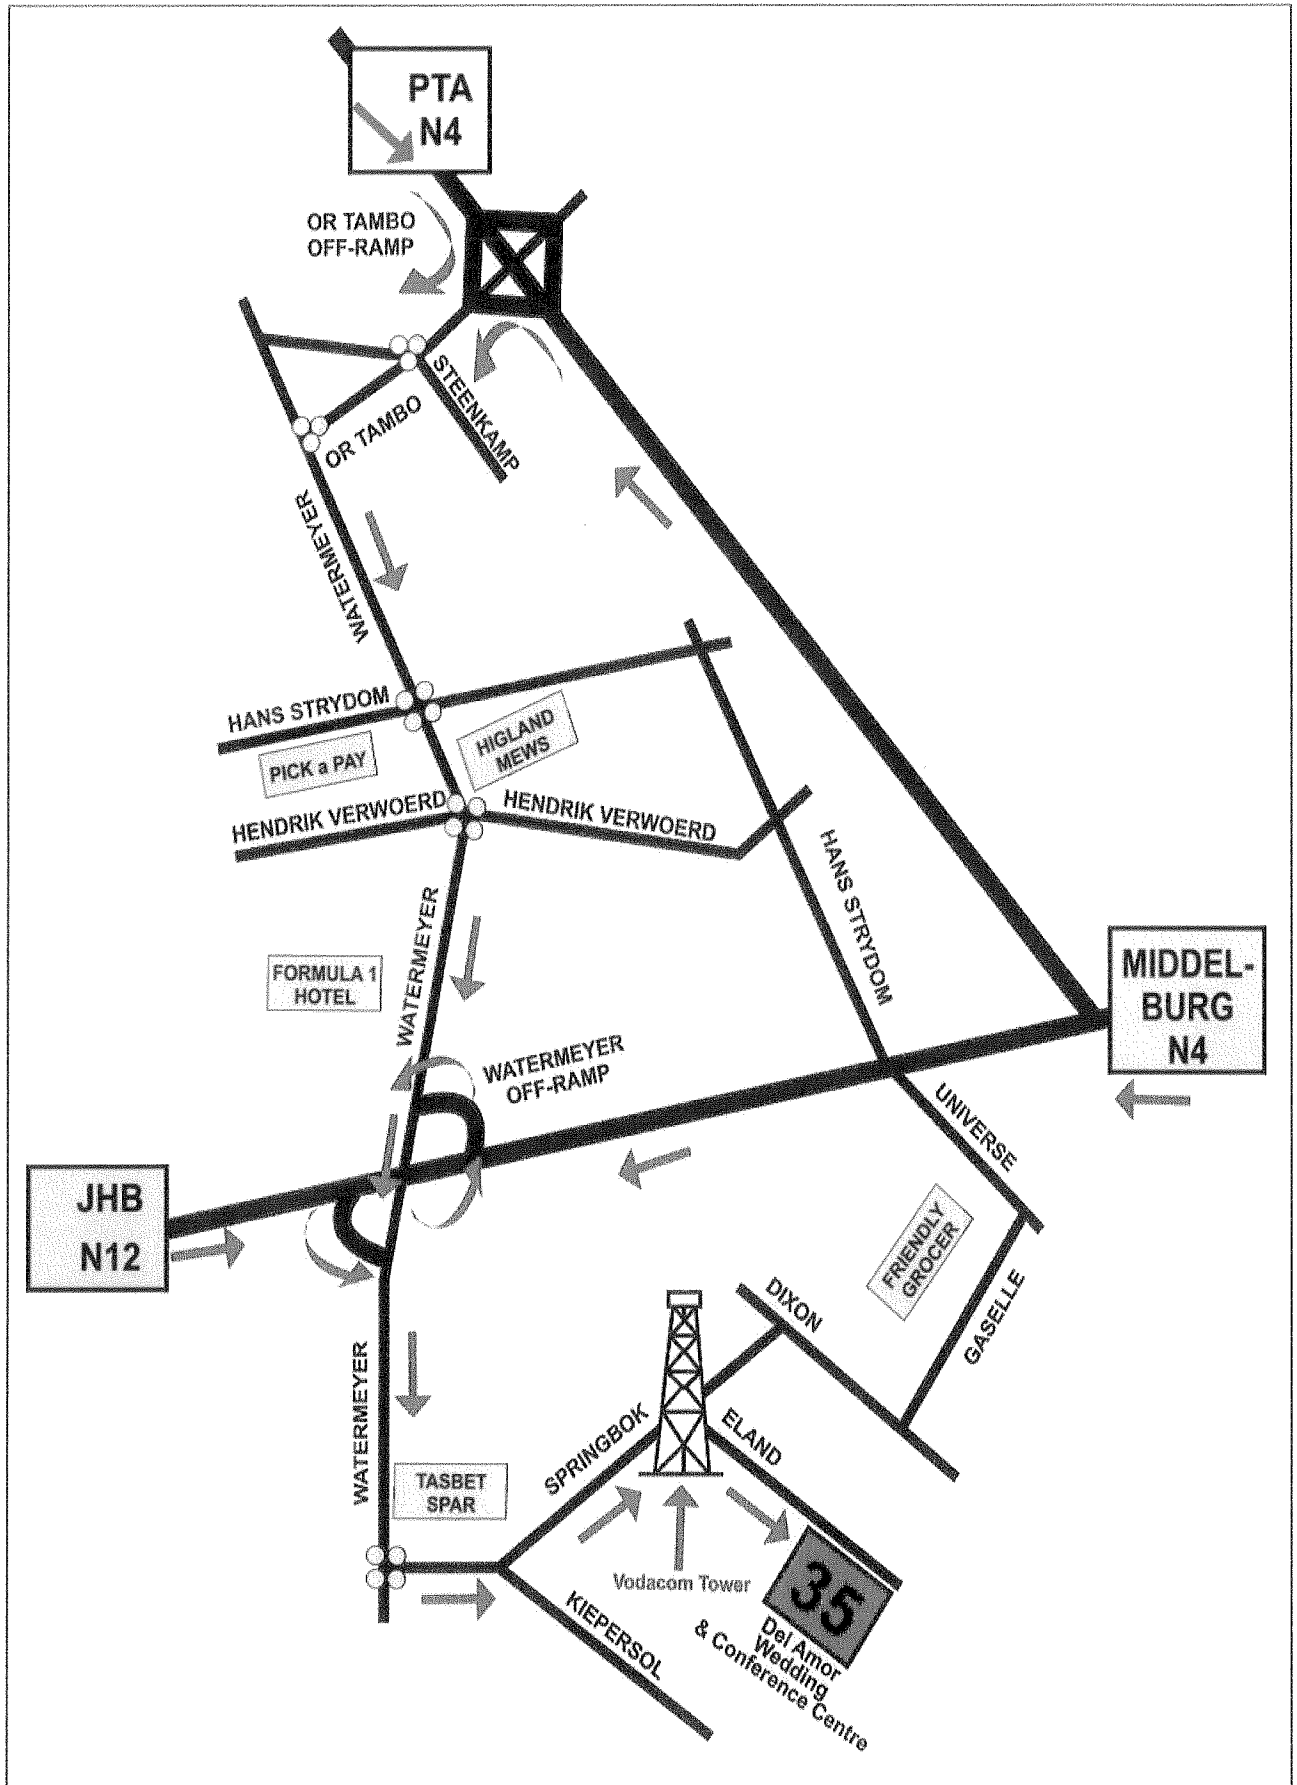 PTA
N4
OR TAMBO
OFF-RAMP
STEENKAMP
OR TAMBO
WATERMEYER
HANS STRYDOM
PICK a PAY
HIGLAND
MEWS
HENDRIK VERWOERD
HENDRIK VERWOERD
HANS STRYDOM
WATERMEYER
FORMULA 1
HOTEL
MIDDEL-
BURG
N4
WATERMEYER
OFF-RAMP
UNIVERSE
JHB
N12
FRIENDLY
GROCER
GASELLE
DIXON
WATERMEYER
SPRINGBOK
ELAND
TASBET
SPAR
Vodacom Tower
35
KIEPERSOL
Del Amor
Wedding
& Conference Centre